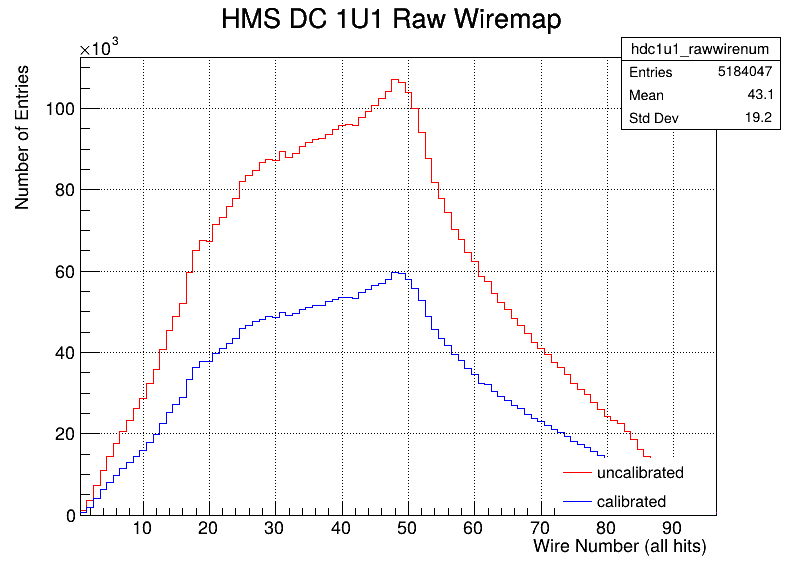 HMS DC 1U1 Raw Wiremap
×10³
hdc1u1_rawwirenum
Entries 5184047
Mean 43.1
Std Dev 19.2
Number of Entries
100
80
60
40
20
0
uncalibrated
calibrated
10 20 30 40 50 60 70 80 90
Wire Number (all hits)